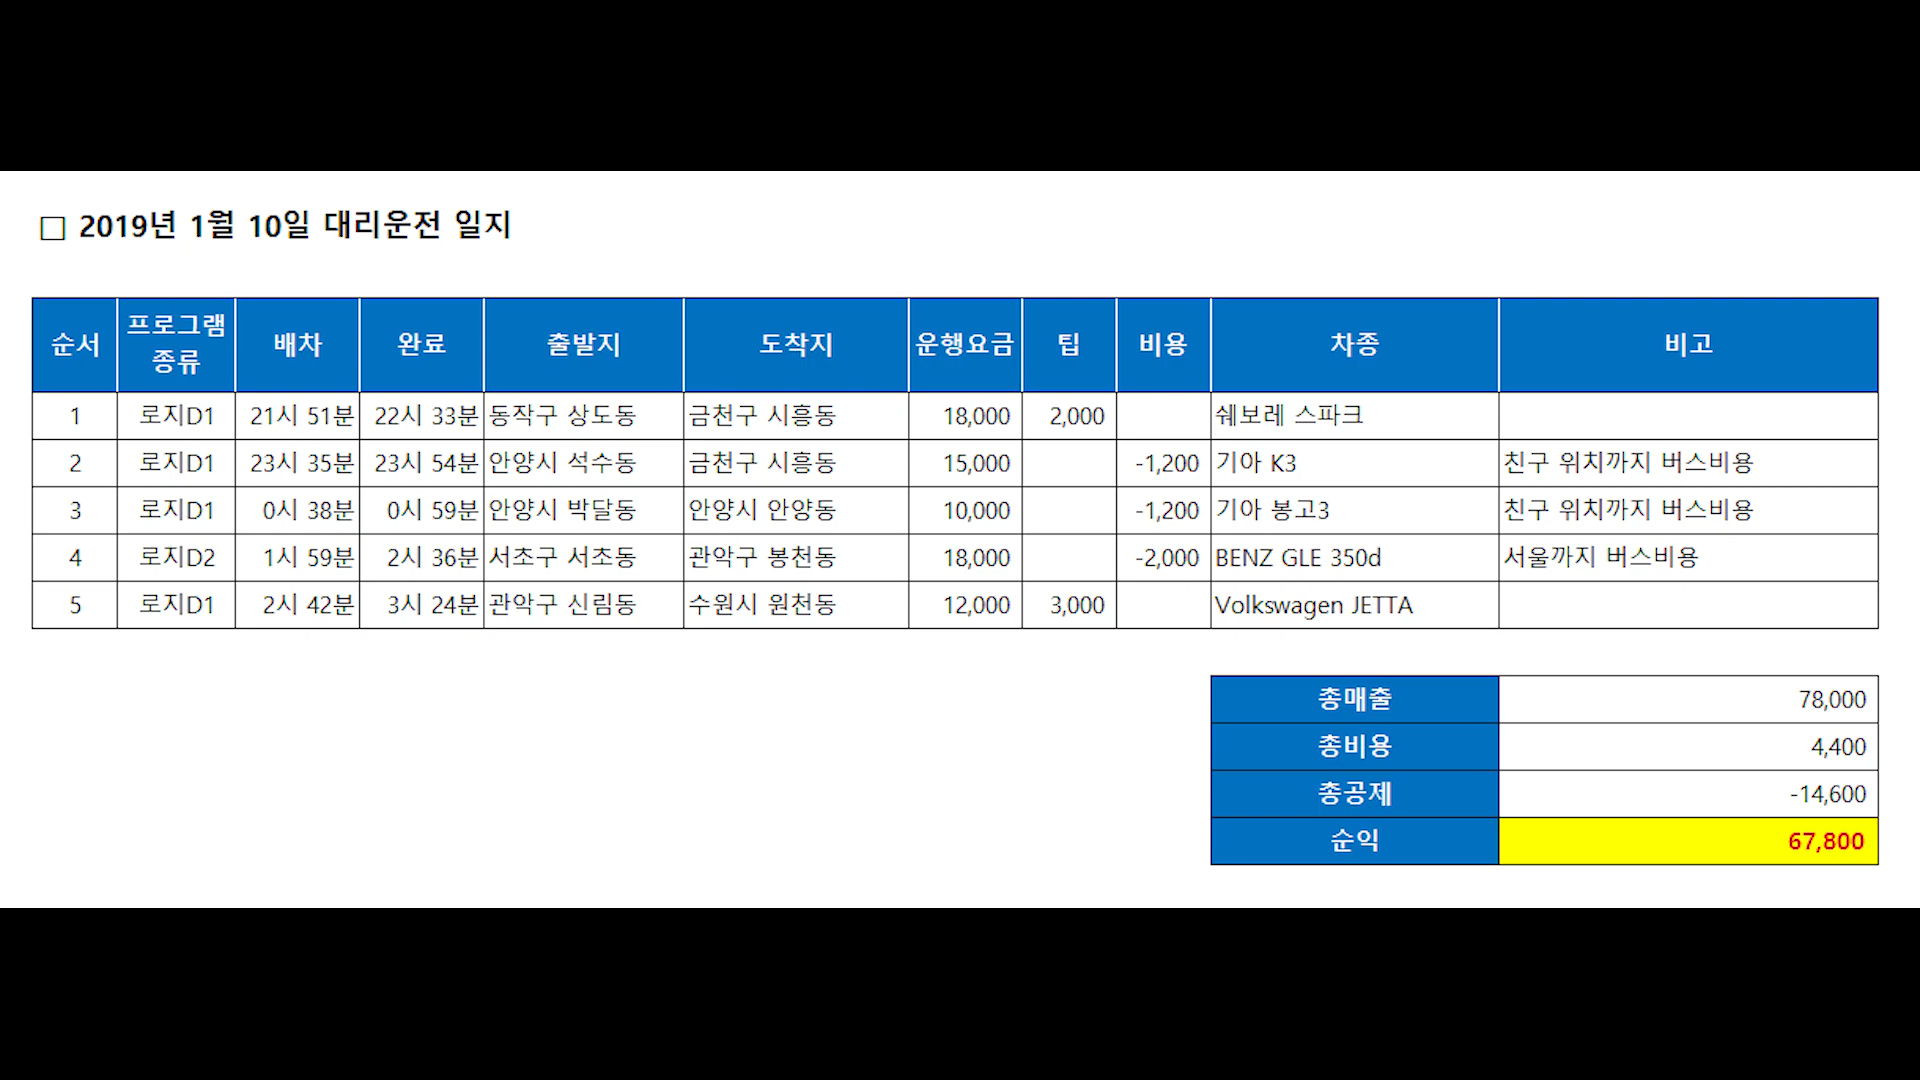 □ 2019년 1월 10일 대리운전 일지
순서 프로그램 종류 배차 완료 출발지 도착지 운행요금 팁 비용 차종 비고
1 로지D1 21시 51분 22시 33분 동작구 상도동 금천구 시흥동 18,000 2,000 쉐보레 스파크
2 로지D1 23시 35분 23시 54분 안양시 석수동 금천구 시흥동 15,000 -1,200 기아 K3 친구 위치까지 버스비용
3 로지D1 0시 38분 0시 59분 안양시 박달동 안양시 안양동 10,000 -1,200 기아 봉고3 친구 위치까지 버스비용
4 로지D2 1시 59분 2시 36분 서초구 서초동 관악구 봉천동 18,000 -2,000 BENZ GLE 350d 서울까지 버스비용
5 로지D1 2시 42분 3시 24분 관악구 신림동 수원시 원천동 12,000 3,000 Volkswagen JETTA
총매출 78,000
총비용 4,400
총공제 -14,600
순익 67,800